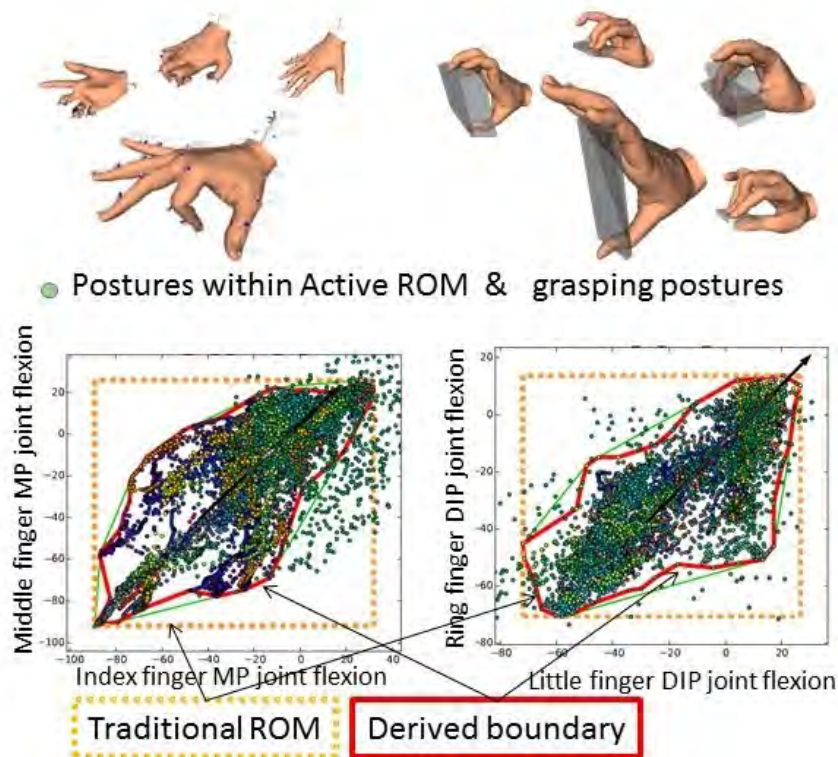 Postures within Active ROM & grasping postures
Middle finger MP joint flexion
20
0
−20
−40
−60
−80
−100
−100 −80 −60 −40 −20 0 20 40
Index finger MP joint flexion
Ring finger DIP joint flexion
20
0
−20
−40
−60
−80
−80 −60 −40 −20 0 20
Little finger DIP joint flexion
Traditional ROM
Derived boundary